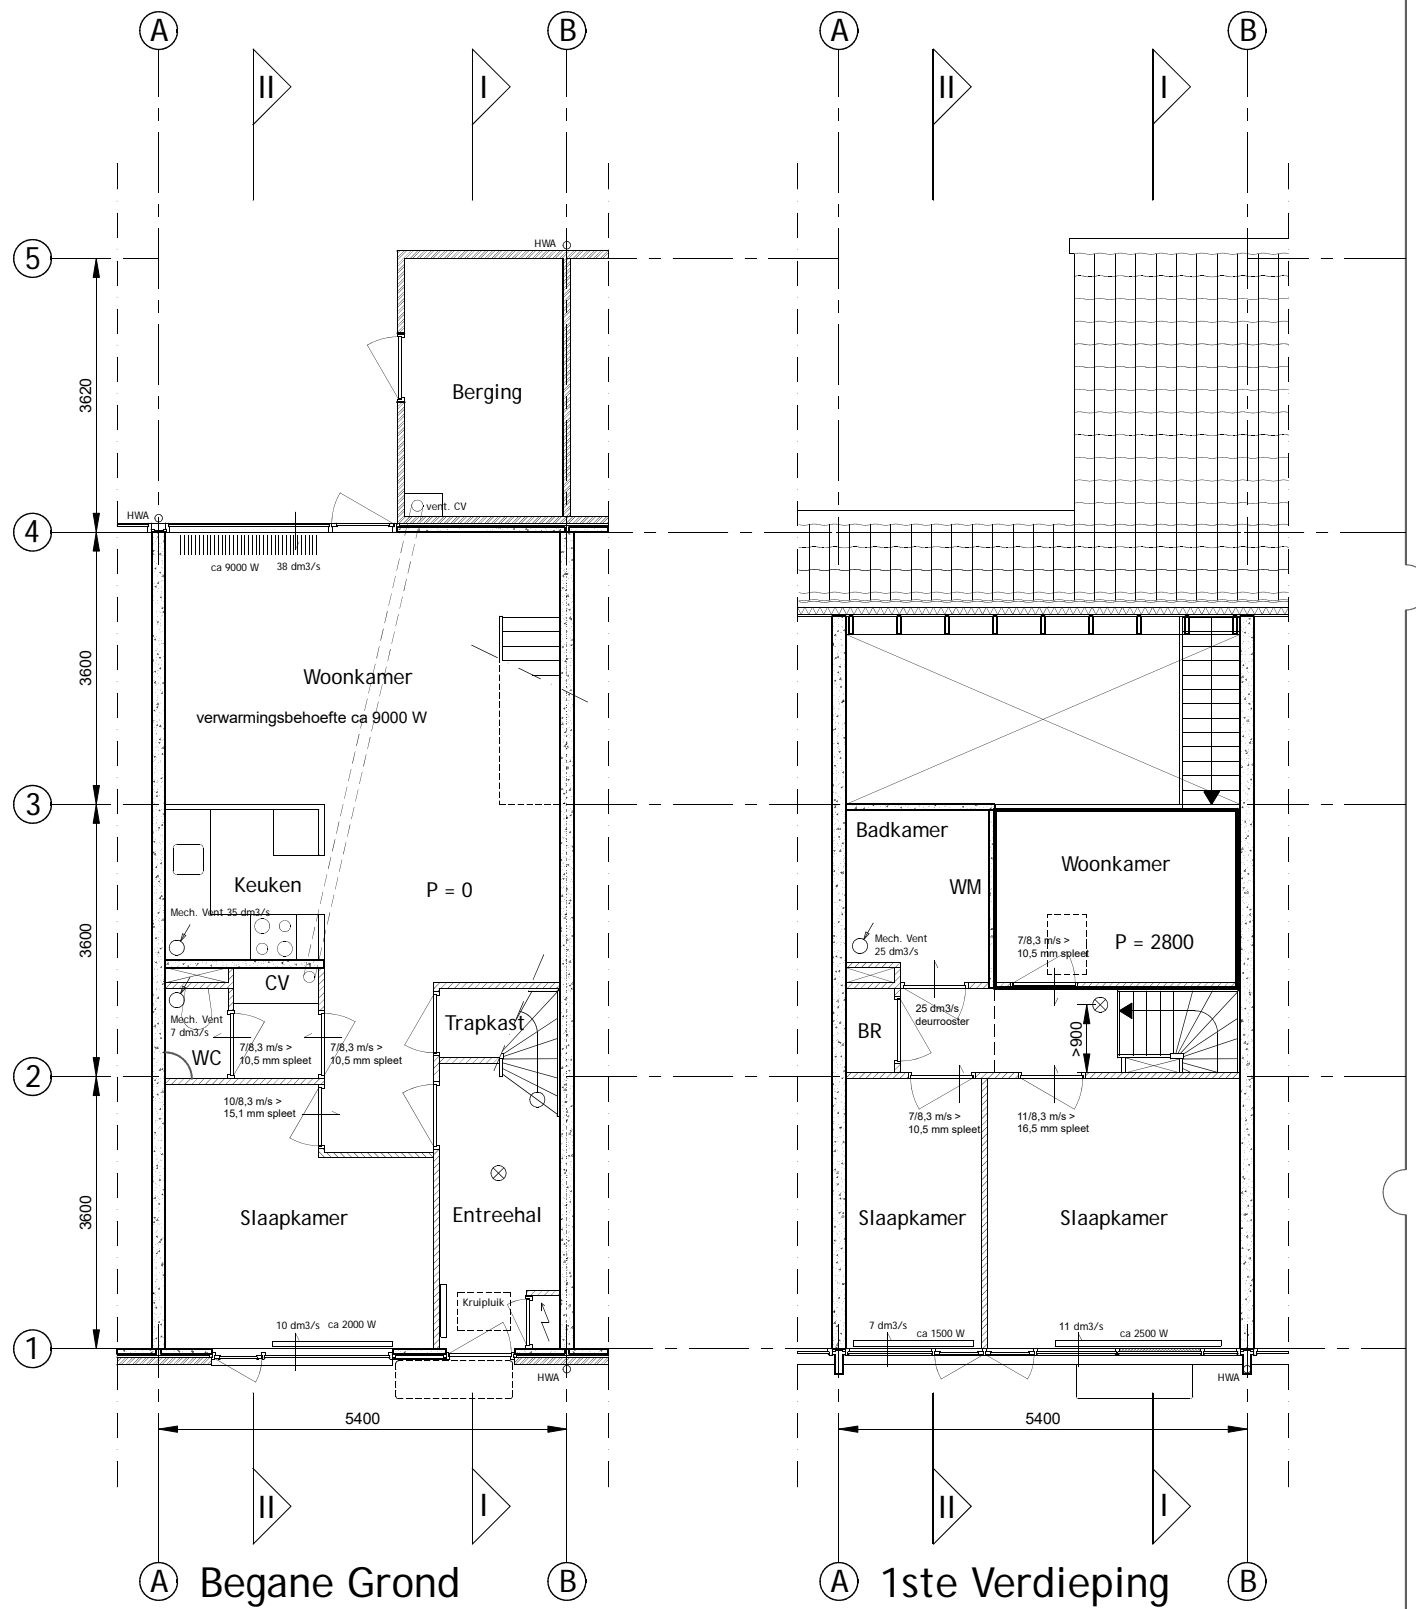 A
B
A
B
II
I
II
I
5
HWA
3620
Berging
HWA
vent. CV
4
ca 9000 W
38 dm3/s
3600
Woonkamer
verwarmingsbehoefte ca 9000 W
3
Keuken
P = 0
Mech. Vent 35 dm3/s
3600
CV
Mech. Vent
7 dm3/s
WC
7/8,3 m/s >
10,5 mm spleet
7/8,3 m/s >
10,5 mm spleet
Trapkast
2
10/8,3 m/s >
15,1 mm spleet
3600
Slaapkamer
Entreehal
Kruipluik
10 dm3/s
ca 2000 W
1
HWA
5400
II
I
A
B
Begane Grond
Badkamer
WM
Woonkamer
P = 2800
Mech. Vent
25 dm3/s
7/8,3 m/s >
10,5 mm spleet
25 dm3/s
deurrooster
BR
>900
7/8,3 m/s >
10,5 mm spleet
11/8,3 m/s >
16,5 mm spleet
Slaapkamer
Slaapkamer
7 dm3/s
ca 1500 W
11 dm3/s
ca 2500 W
HWA
5400
II
I
A
B
1ste Verdieping